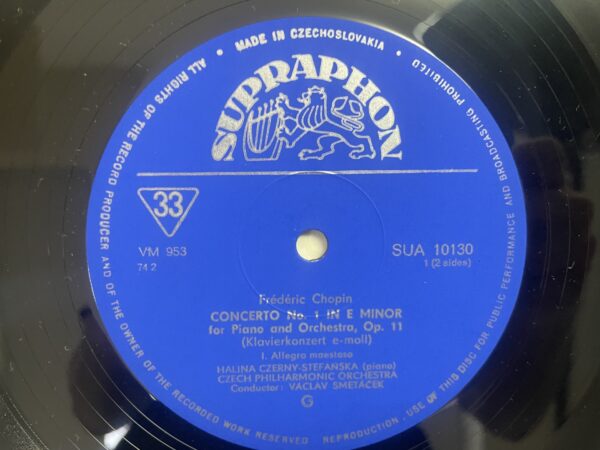 ALL RIGHTS OF THE RECORD PRODUCER AND OF THE OWNER OF THE RECORDED WORK RESERVED
REPRODUCTION, USE OF THIS DISC FOR PUBLIC PERFORMANCE AND BROADCASTING PROHIBITED
• MADE IN CZECHOSLOVAKIA •
SUPRAPHON
33
VM 953
74 2
SUA 10130
1 (2 sides)
Frédéric Chopin
CONCERTO No. 1 IN E MINOR
for Piano and Orchestra, Op. 11
(Klavierkonzert e-moll)
I. Allegro maestoso
HALINA CZERNY-STEFAŃSKA (piano)
CZECH PHILHARMONIC ORCHESTRA
Conductor: VACLAV SMETÁČEK
G